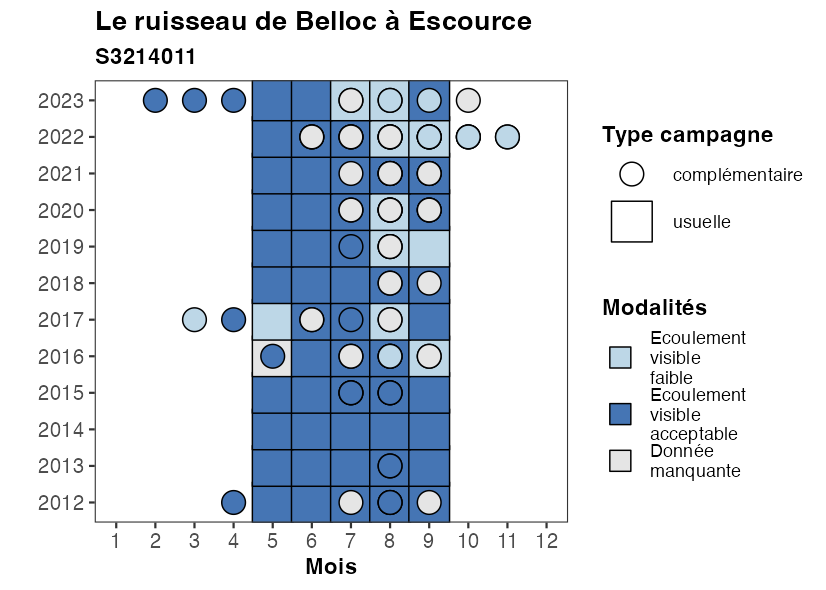 Le ruisseau de Belloc à Escource
S3214011
2023
2022
2021
2020
2019
2018
2017
2016
2015
2014
2013
2012
1 2 3 4 5 6 7 8 9 10 11 12
Mois
Type campagne
complémentaire
usuelle
Modalités
Ecoulement
visible
faible
Ecoulement
visible
acceptable
Donnée
manquante